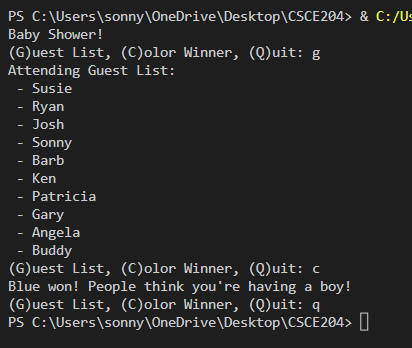 PS C:\Users\sonny\OneDrive\Desktop\CSCE204> & C:/Us
Baby Shower!
(G)uest List, (C)olor Winner, (Q)uit: g
Attending Guest List:
- Susie
- Ryan
- Josh
- Sonny
- Barb
- Ken
- Patricia
- Gary
- Angela
- Buddy
(G)uest List, (C)olor Winner, (Q)uit: c
Blue won! People think you're having a boy!
(G)uest List, (C)olor Winner, (Q)uit: q
PS C:\Users\sonny\OneDrive\Desktop\CSCE204>